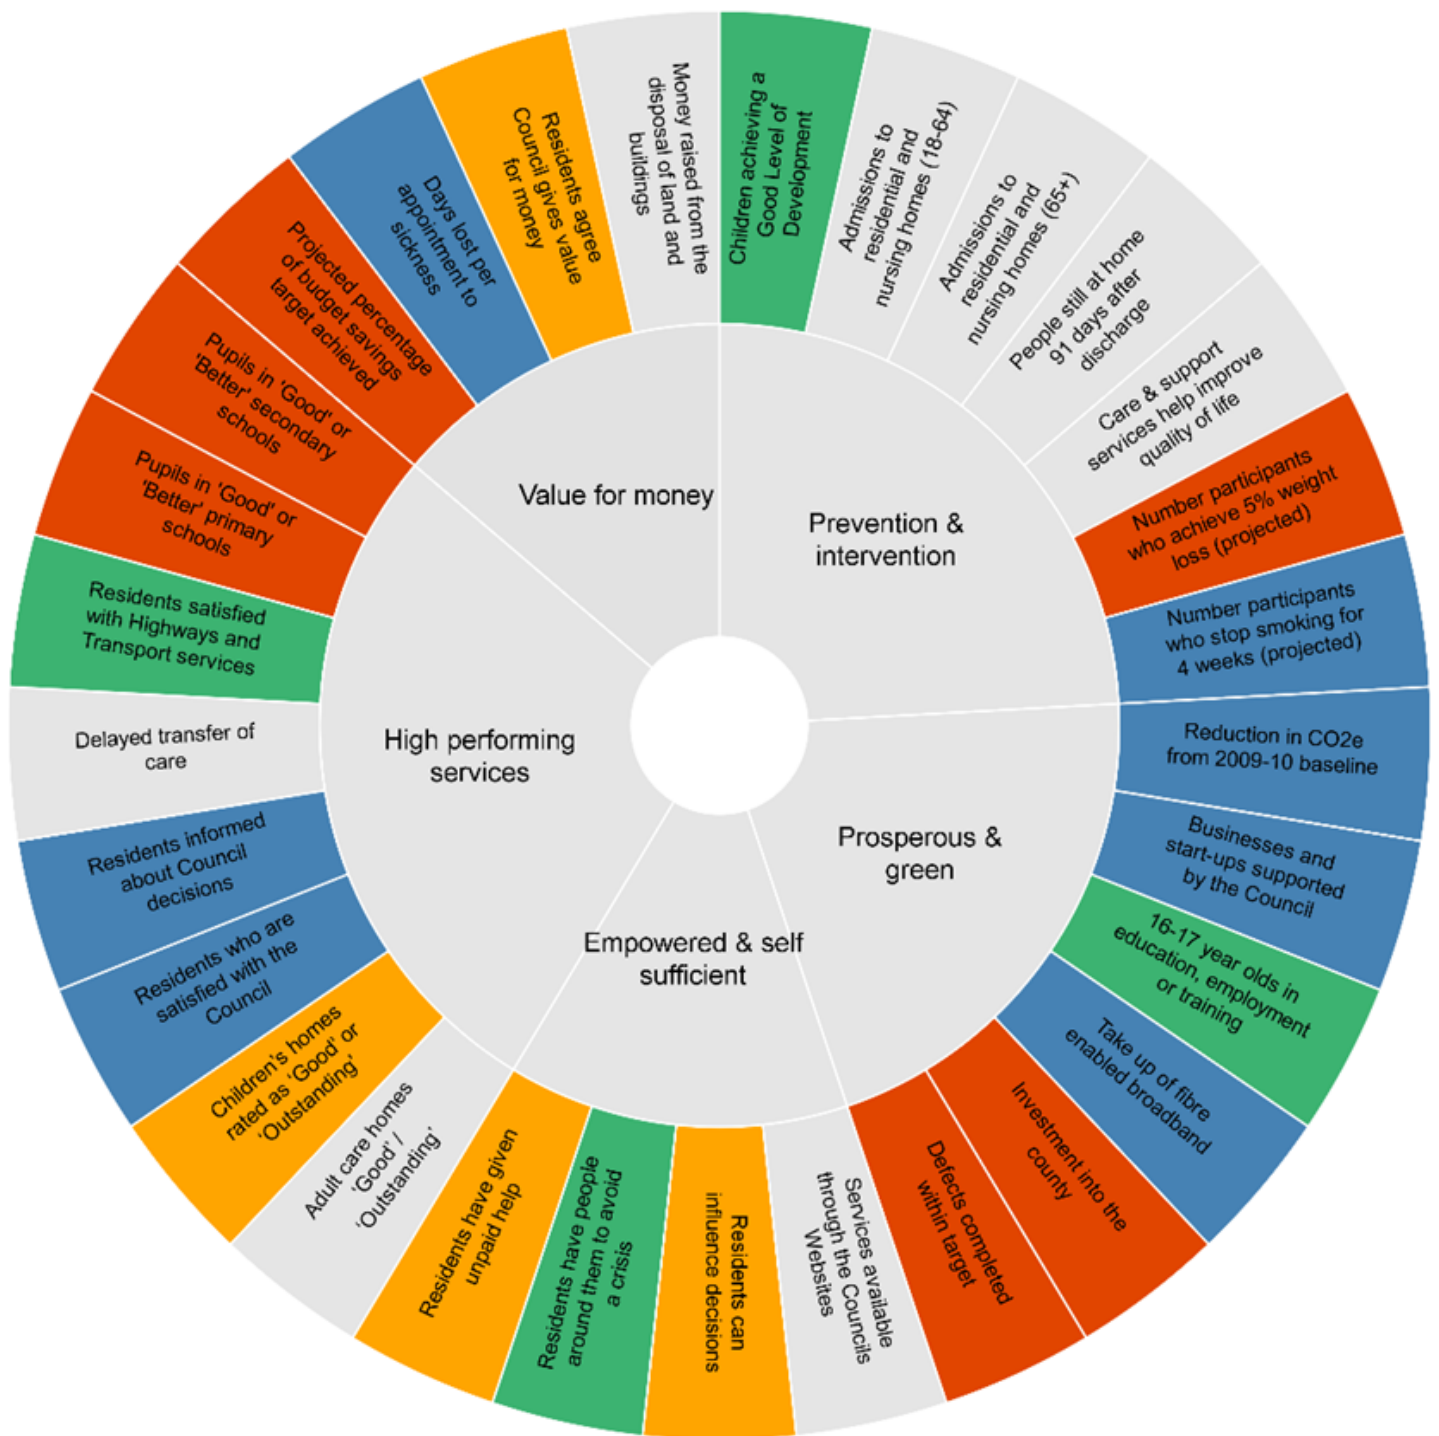 Children achieving a
Good Level of
Development
Admissions to
residential and
nursing homes (18-64)
Admissions to
residential and
nursing homes (65+)
People still at home
91 days after
discharge
Care & support
services help improve
quality of life
Number participants
who achieve 5% weight
loss (projected)
Number participants
who stop smoking for
4 weeks (projected)
Reduction in CO2e
from 2009-10 baseline
Businesses and
start-ups supported
by the Council
16-17 year olds in
education, employment
or training
Take up of fibre
enabled broadband
Investment into the
county
Defects completed
within target
Services available
through the Councils
Websites
Residents can
influence decisions
Residents have people
around them to avoid
a crisis
Residents have given
unpaid help
Adult care homes
‘Good’ /
‘Outstanding’
Children’s homes
rated as ‘Good’ or
‘Outstanding’
Residents who are
satisfied with the
Council
Residents informed
about Council
decisions
Delayed transfer of
care
Residents satisfied
with Highways and
Transport services
Pupils in 'Good' or
'Better' primary
schools
Pupils in 'Good' or
'Better' secondary
schools
Projected percentage
of budget savings
target achieved
Days lost per
appointment to
sickness
Residents agree
Council gives value
for money
Money raised from the
disposal of land and
buildings
Value for money
Prevention &
intervention
Prosperous &
green
Empowered & self
sufficient
High performing
services